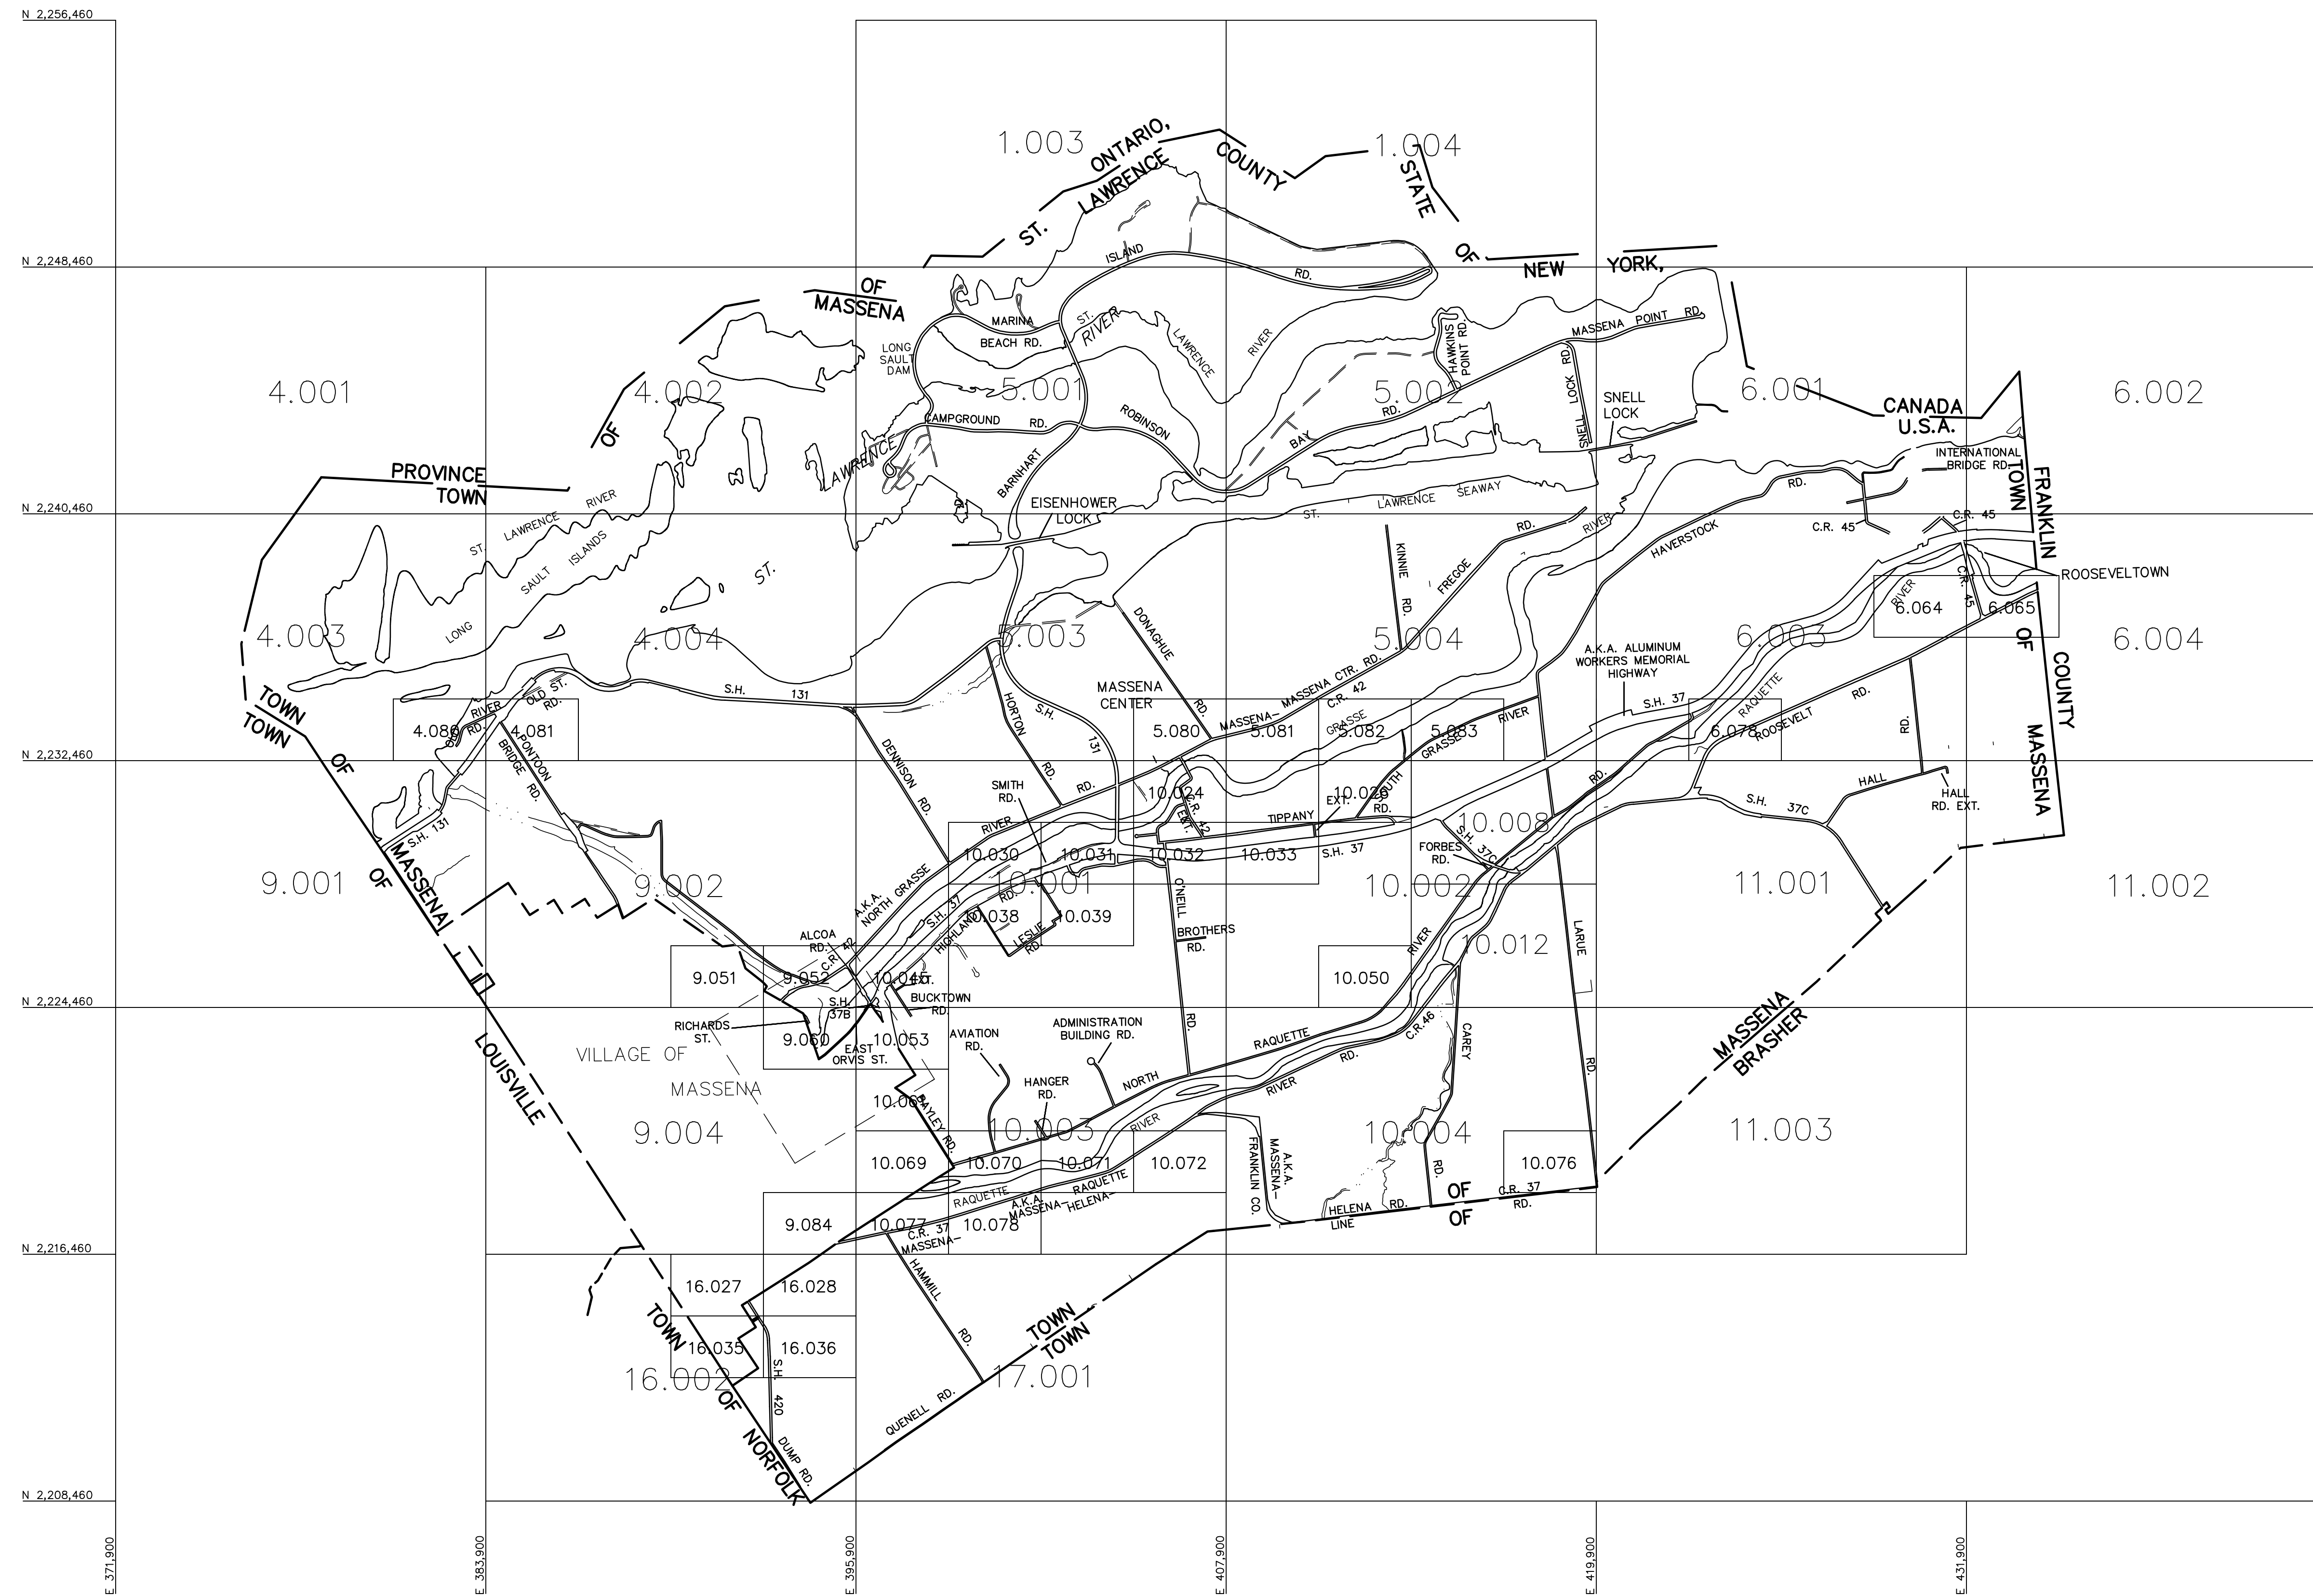 N 2,256,460
1.003
1.004
ONTARIO,
COUNTY
ST.
LAWRENCE
STATE
OF
NEW
YORK,
N 2,248,460
ISLAND
RD.
OF
MASSENA
MARINA
BEACH RD.
ST.
RIVER
LAWRENCE
RIVER
HAWKINS
POINT RD.
MASSENA POINT RD.
LONG
SAULT
DAM
SNELL LOCK RD.
SNELL
LOCK
4.001
4.002
5.001
5.002
6.001
6.002
CANADA
U.S.A.
OF
CAMPGROUND RD.
ROBINSON
BAY
RD.
SNELL
LAWRENCE
BARNHART
INTERNATIONAL
BRIDGE RD.
TOWN
FRANKLIN
PROVINCE
TOWN
ST. LAWRENCE RIVER
EISENHOWER
LOCK
ST.
LAWRENCE
SEAWAY
RD.
N 2,240,460
C.R. 45
C.R. 45
HAVERSTOCK
RIVER
RD.
FREGOE
KINNIE
RD.
LONG
SAULT
ISLANDS
ST.
ROOSEVELTOWN
C.R. 45
RIVER
6.064
6.065
DONAGHUE
RD.
4.003
4.004
5.003
5.004
6.003
6.004
OF
COUNTY
MASSENA
A.K.A. ALUMINUM
WORKERS MEMORIAL
HIGHWAY
MASSENA
CENTER
MASSENA-
MASSENA CTR. RD.
C.R. 42
TOWN
TOWN
OLD ST.
RD.
RIVER
RD.
S.H.
131
HORTON
RD.
S.H.
131
GRASSE
RIVER
S.H. 37
RAQUETTE
ROOSEVELT
RD.
RD.
4.080
4.081
5.080
5.081
5.082
5.083
6.078
PONTOON
BRIDGE
RD.
DENNISON
RD.
SOUTH
GRASSE
N 2,232,460
OF
SMITH
RD.
RD.
RIVER
10.024
C.R. 42
EXT.
10.026
EXT.
RD.
TIPPANY
RD.
HALL
HALL
RD. EXT.
S.H. 37C
10.008
S.H. 131
10.030
10.031
10.032
10.033
S.H. 37
FORBES
RD.
S.H. 37C
MASSENA
OF
9.001
9.002
10.001
10.002
11.001
11.002
A.K.A.
NORTH GRASSE
S.H. 37
HIGHLAND
RD.
10.038
10.039
LESLIE
RD.
O'NEILL
BROTHERS
RD.
10.012
RIVER
LARUE
ALCOA
RD.
C.R. 42
9.051
9.052
10.045
EXT.
BUCKTOWN
RD.
10.050
N 2,224,460
S.H.
37B
RICHARDS
ST.
9.060
10.053
EAST
ORVIS ST.
AVIATION
RD.
ADMINISTRATION
BUILDING RD.
RD.
RAQUETTE
C.R.46
CAREY
RD.
MASSENA
BRASHER
LOUISVILLE
VILLAGE OF
MASSENA
HANGER
RD.
NORTH
RIVER
RD.
BAYLEY RD.
9.004
10.003
10.004
11.003
RIVER
10.069
10.070
10.071
10.072
10.076
FRANKLIN CO.
MASSENA-
A.K.A.
RD.
RAQUETTE
A.K.A.
MASSENA-
RAQUETTE
HELENA-
OF
OF
C.R. 37
RD.
HELENA RD.
LINE
9.084
10.077
10.078
C.R. 37
MASSENA-
N 2,216,460
16.027
16.028
HAMMILL
RD.
TOWN
16.035
16.036
TOWN
TOWN
16.002
17.001
S.H. 420
OF
QUENELL RD.
NORFOLK
DUMP RD.
N 2,208,460
E 371,900
E 383,900
E 395,900
E 407,900
E 419,900
E 431,900